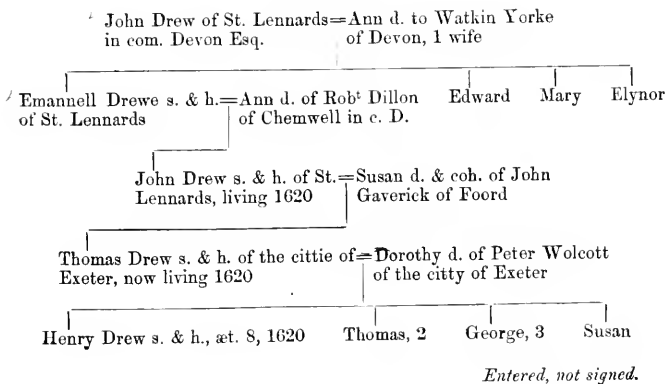 John Drew of St. Lennards=Ann d. to Watkin Yorke
in com. Devon Esq. of Devon, 1 wife
Emannell Drewe s. & h.=Ann d. of Robᵗ Dillon Edward Mary Elynor
of St. Lennards of Chemwell in c. D.
John Drew s. & h. of St.=Susan d. & coh. of John
Lennards, living 1620 Gaverick of Foord
Thomas Drew s. & h. of the cittie of=Dorothy d. of Peter Wolcott
Exeter, now living 1620 of the citty of Exeter
Henry Drew s. & h., æt. 8, 1620 Thomas, 2 George, 3 Susan
Entered, not signed.